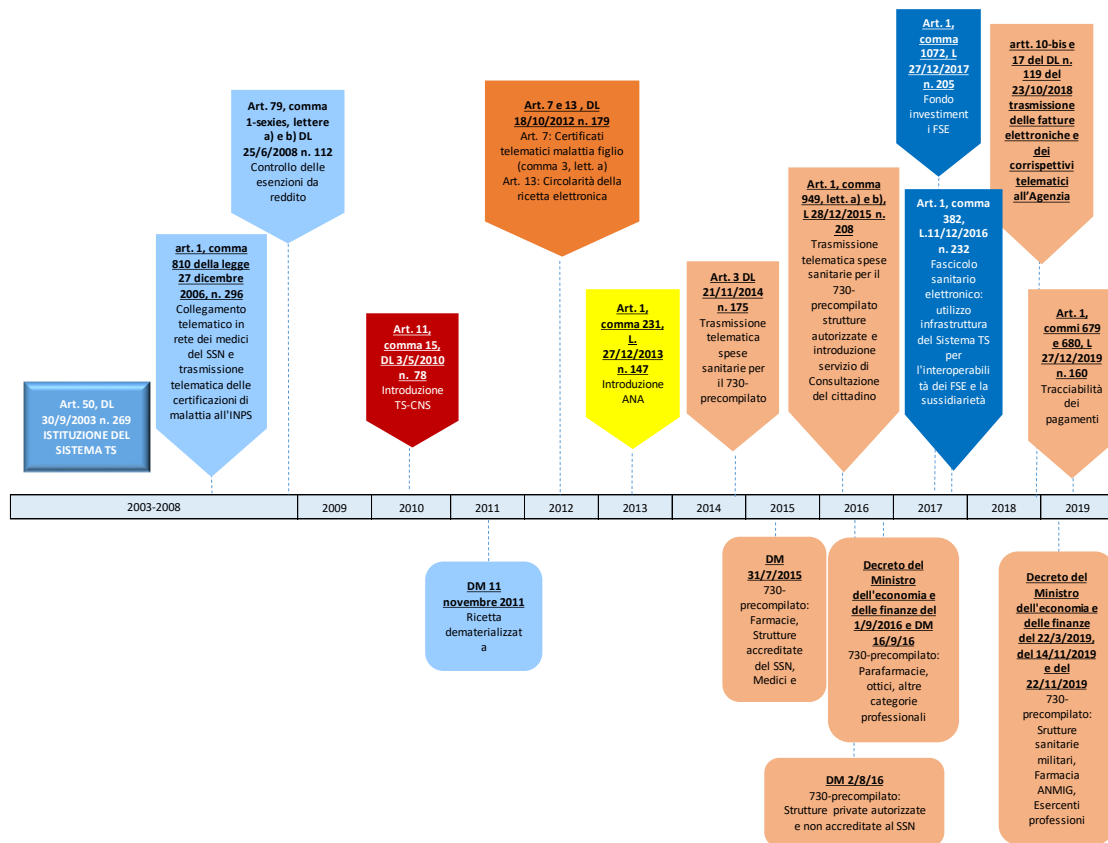 Art. 50, DL
30/9/2003 n. 269
ISTITUZIONE DEL
SISTEMA TS
art. 1, comma
810 della legge
27 dicembre
2006, n. 296
Collegamento
telematico in
rete dei medici
del SSN e
trasmissione
telematica delle
certificazioni di
malattia all'INPS
Art. 79, comma
1-sexies, lettere
a) e b) DL
25/6/2008 n. 112
Controllo delle
esenzioni da
reddito
Art. 11,
comma 15,
DL 3/5/2010
n. 78
Introduzione
TS-CNS
Art. 7 e 13 , DL
18/10/2012 n. 179
Art. 7: Certificati
telematici malattia figlio
(comma 3, lett. a)
Art. 13: Circolarità della
ricetta elettronica
Art. 1,
comma 231,
L.
27/12/2013
n. 147
Introduzione
ANA
Art. 3 DL
21/11/2014
n. 175
Trasmissione
telematica
spese
sanitarie per
il 730-
precompilato
Art. 1, comma
949, lett. a) e b),
L 28/12/2015 n.
208
Trasmissione
telematica spese
sanitarie per il 730-
precompilato
strutture
autorizzate e
introduzione
servizio di
Consultazione
del cittadino
Art. 1,
comma
1072, L
27/12/2017
n. 205
Fondo
investiment
i FSE
Art. 1, comma
382,
L.11/12/2016
n. 232
Fascicolo
sanitario
elettronico:
utilizzo
infrastruttura
del Sistema TS
per
l'interoperabili
tà dei FSE e la
sussidiarietà
artt. 10-bis e
17 del DL n.
119 del
23/10/2018
trasmissione
delle fatture
elettroniche e
dei
corrispettivi
telematici
all’Agenzia
Art. 1,
commi 679
e 680, L
27/12/2019
n. 160
Tracciabilità
dei
pagamenti
2003-2008
2009
2010
2011
2012
2013
2014
2015
2016
2017
2018
2019
DM 11
novembre 2011
Ricetta
dematerializzat
a
DM
31/7/2015
730-
precompilato:
Farmacie,
Strutture
accreditate
del SSN,
Medici e
Decreto del
Ministro
dell'economia e
delle finanze del
1/9/2016 e DM
16/9/16
730-precompilato:
Parafarmacie,
ottici, altre
categorie
professionali
DM 2/8/16
730-precompilato:
Strutture private autorizzate
e non accreditate al SSN
Decreto del
Ministro
dell'economia e
delle finanze
del 22/3/2019,
del 14/11/2019
e del
22/11/2019
730-
precompilato:
Srutture
sanitarie
militari,
Farmacia
ANMIG,
Esercenti
professioni